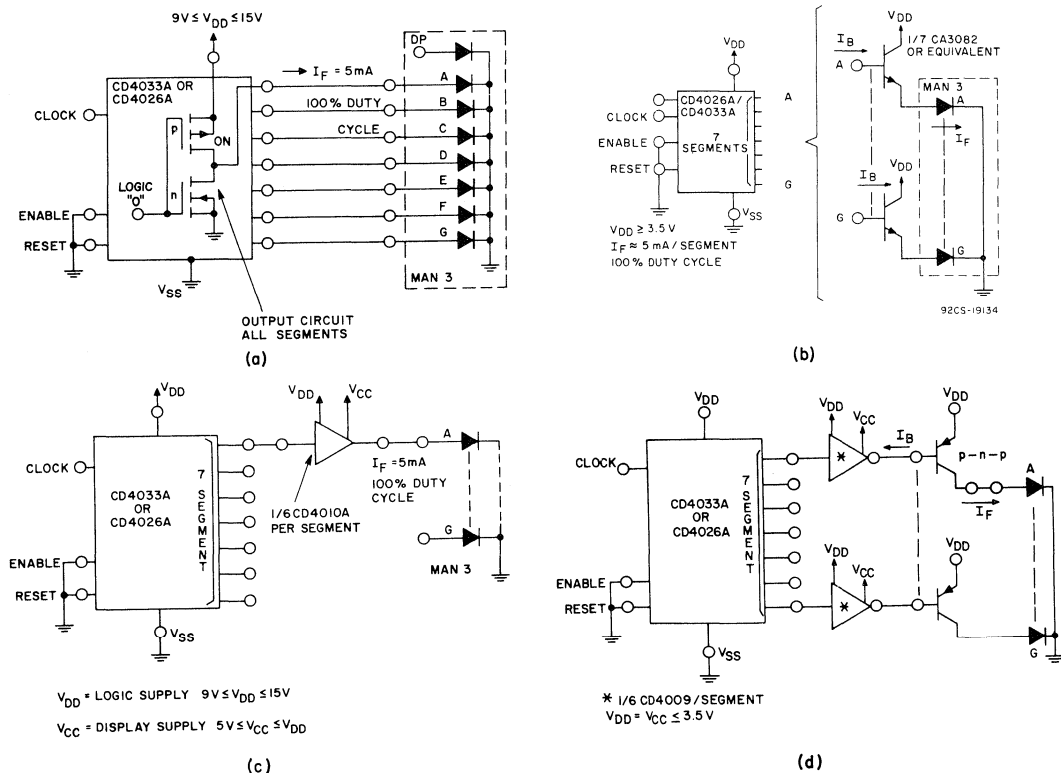 9V ≤ VDD ≤ 15V
CD4033A OR
CD4026A
CLOCK
p
ON
LOGIC
"O"
n
ENABLE
RESET
VSS
OUTPUT CIRCUIT
ALL SEGMENTS
IF = 5mA
100% DUTY
CYCLE
DP
A
B
C
D
E
F
G
MAN 3
(a)
VDD
CD4026A/
CD4033A
CLOCK
7
SEGMENTS
ENABLE
RESET
A
G
VSS
VDD ≥ 3.5V
IF ≈ 5 mA / SEGMENT
100% DUTY CYCLE
VDD
IB
1/7 CA3082
OR EQUIVALENT
A
MAN 3
A
IF
VDD
IB
G
G
92CS-19134
(b)
VDD
CLOCK
CD4033A
OR
CD4026A
7 SEGMENT
ENABLE
RESET
VSS
VDD
VCC
1/6 CD4010A
PER SEGMENT
IF = 5mA
100% DUTY
CYCLE
A
G
MAN 3
VDD = LOGIC SUPPLY 9V ≤ VDD ≤ 15V
VCC = DISPLAY SUPPLY 5V ≤ VCC ≤ VDD
(c)
VDD
CLOCK
CD4033A
OR
CD4026A
7 SEGMENT
ENABLE
RESET
VSS
VDD
VCC
*
IB
VDD
p-n-p
A
IF
VDD
VCC
*
VDD
G
* 1/6 CD4009/SEGMENT
VDD = VCC ≤ 3.5 V
(d)